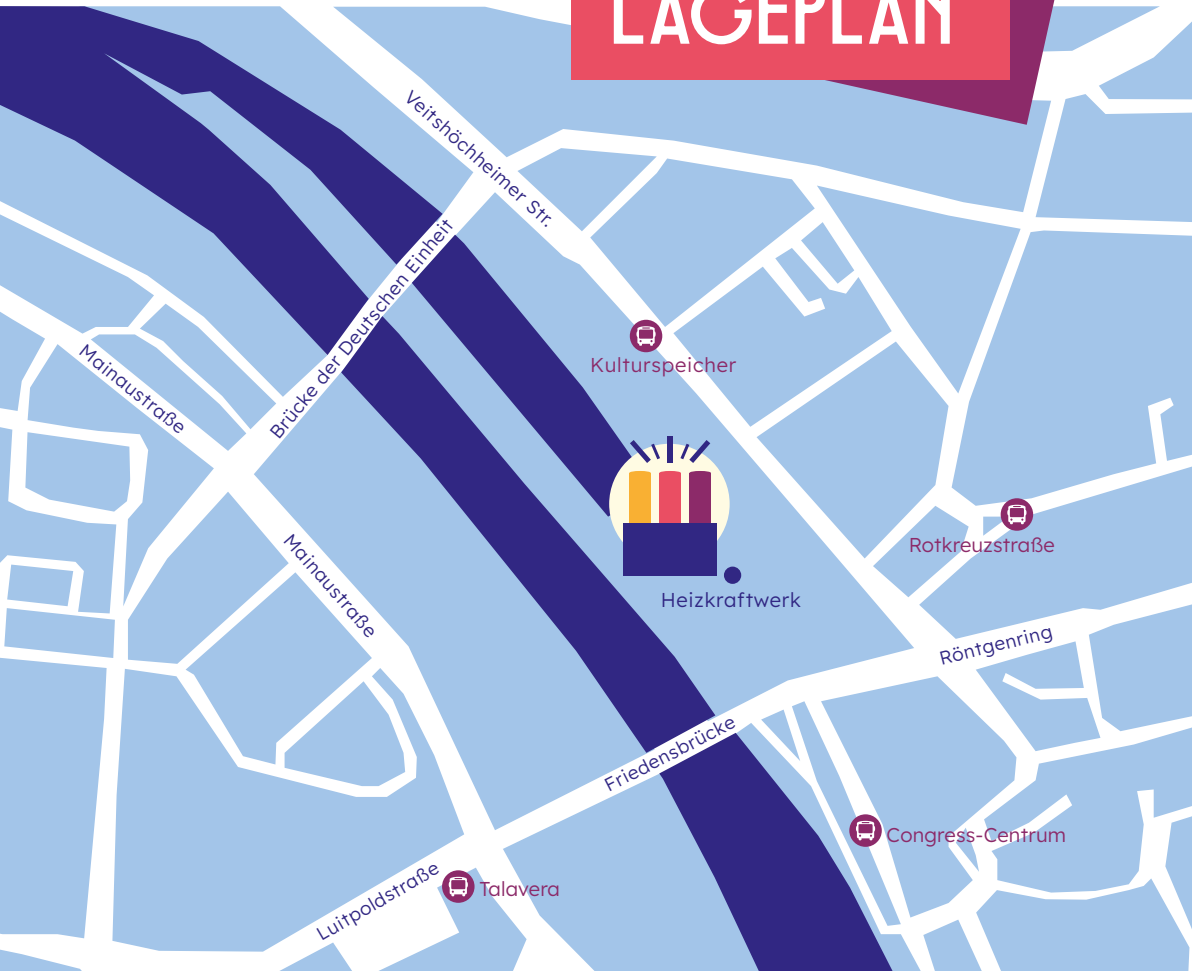 LAGEPLAN
Veitshöchheimer Str.
Brücke der Deutschen Einheit
Kulturspeicher
Mainaustraße
Mainaustraße
Rotkreuzstraße
Heizkraftwerk
Röntgenring
Friedensbrücke
Congress-Centrum
Talavera
Luitpoldstraße